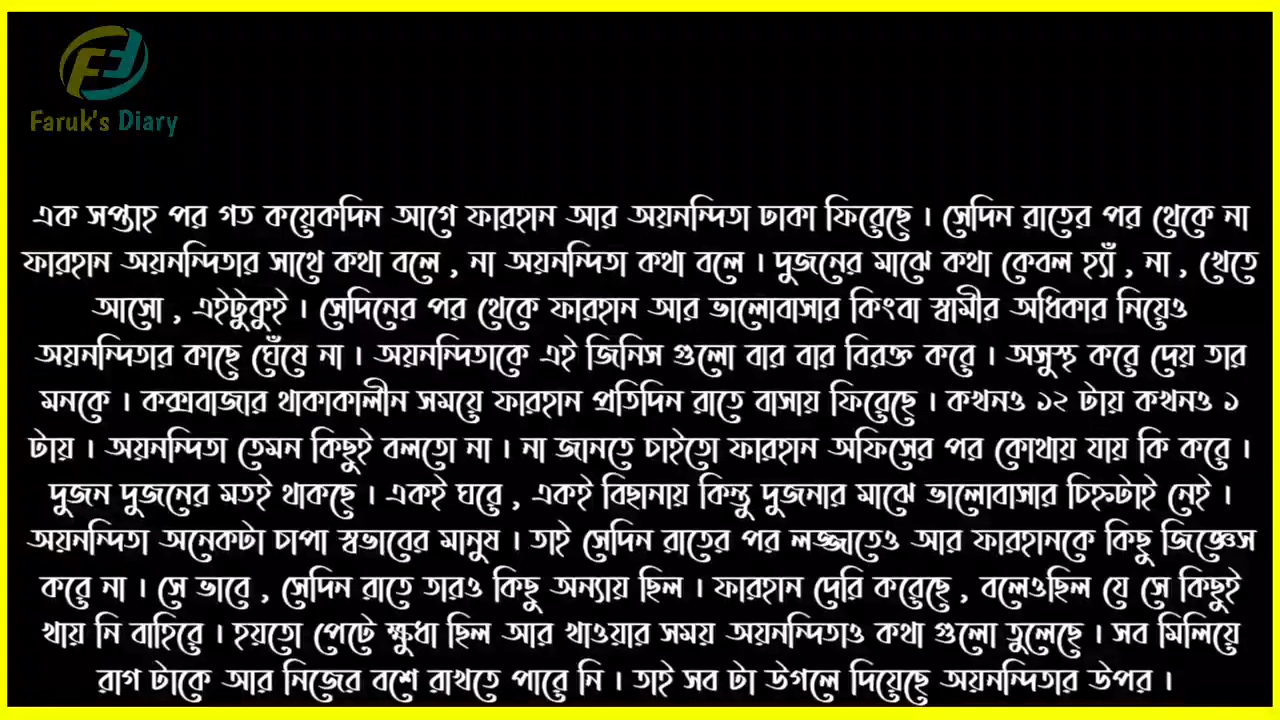 Faruk's Diary
এক সপ্তাহ পর গত কয়েকদিন আগে ফারহান আর অয়নন্দিতা ঢাকা ফিরেছে । সেদিন রাতের পর থেকে না
ফারহান অয়নন্দিতার সাথে কথা বলে , না অয়নন্দিতা কথা বলে । দুজনের মাঝে কথা কেবল হ্যাঁ , না , খেতে
আসো , এইটুকুই । সেদিনের পর থেকে ফারহান আর ভালোবাসার কিংবা স্বামীর অধিকার নিয়েও
অয়নন্দিতার কাছে ঘেঁষে না । অয়নন্দিতাকে এই জিনিস গুলো বার বার বিরক্ত করে । অসুস্থ করে দেয় তার
মনকে । কক্সবাজার থাকাকালীন সময়ে ফারহান প্রতিদিন রাতে বাসায় ফিরেছে । কখনও ১২ টায় কখনও ১
টায় । অয়নন্দিতা তেমন কিছুই বলতো না । না জানতে চাইতো ফারহান অফিসের পর কোথায় যায় কি করে ।
দুজন দুজনের মতই থাকছে । একই ঘরে , একই বিছানায় কিন্তু দুজনার মাঝে ভালোবাসার চিহ্নটাই নেই ।
অয়নন্দিতা অনেকটা চাপা স্বভাবের মানুষ । তাই সেদিন রাতের পর লজ্জাতেও আর ফারহানকে কিছু জিজ্ঞেস
করে না । সে ভাবে , সেদিন রাতে তারও কিছু অন্যায় ছিল । ফারহান দেরি করেছে , বলেওছিল যে সে কিছুই
খায় নি বাহিরে । হয়তো পেটে ক্ষুধা ছিল আর খাওয়ার সময় অয়নন্দিতাও কথা গুলো তুলেছে । সব মিলিয়ে
রাগ টাকে আর নিজের বশে রাখতে পারে নি । তাই সব টা উগলে দিয়েছে অয়নন্দিতার উপর ।